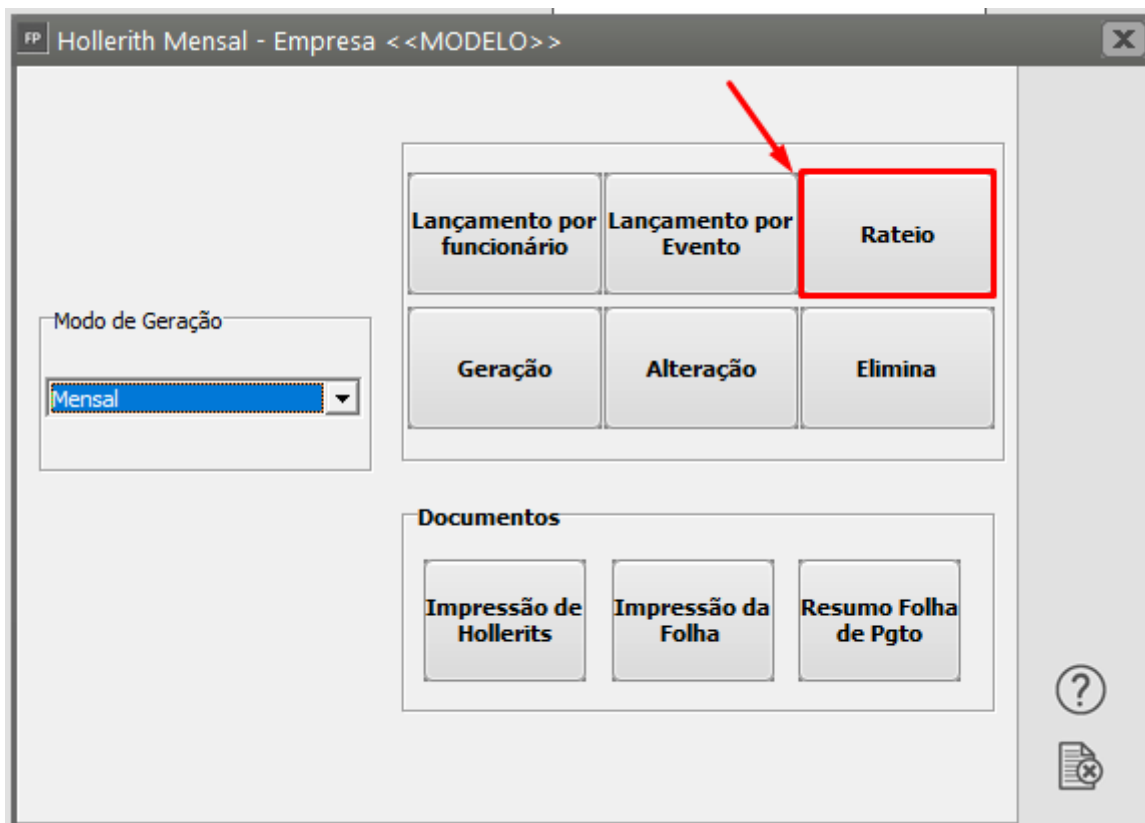 FP Hollerith Mensal - Empresa <<MODELO>>
Lançamento por
funcionário
Lançamento por
Evento
Rateio
Modo de Geração
Mensal
Geração
Alteração
Elimina
Documentos
Impressão de
Hollerits
Impressão da
Folha
Resumo Folha
de Pgto
?